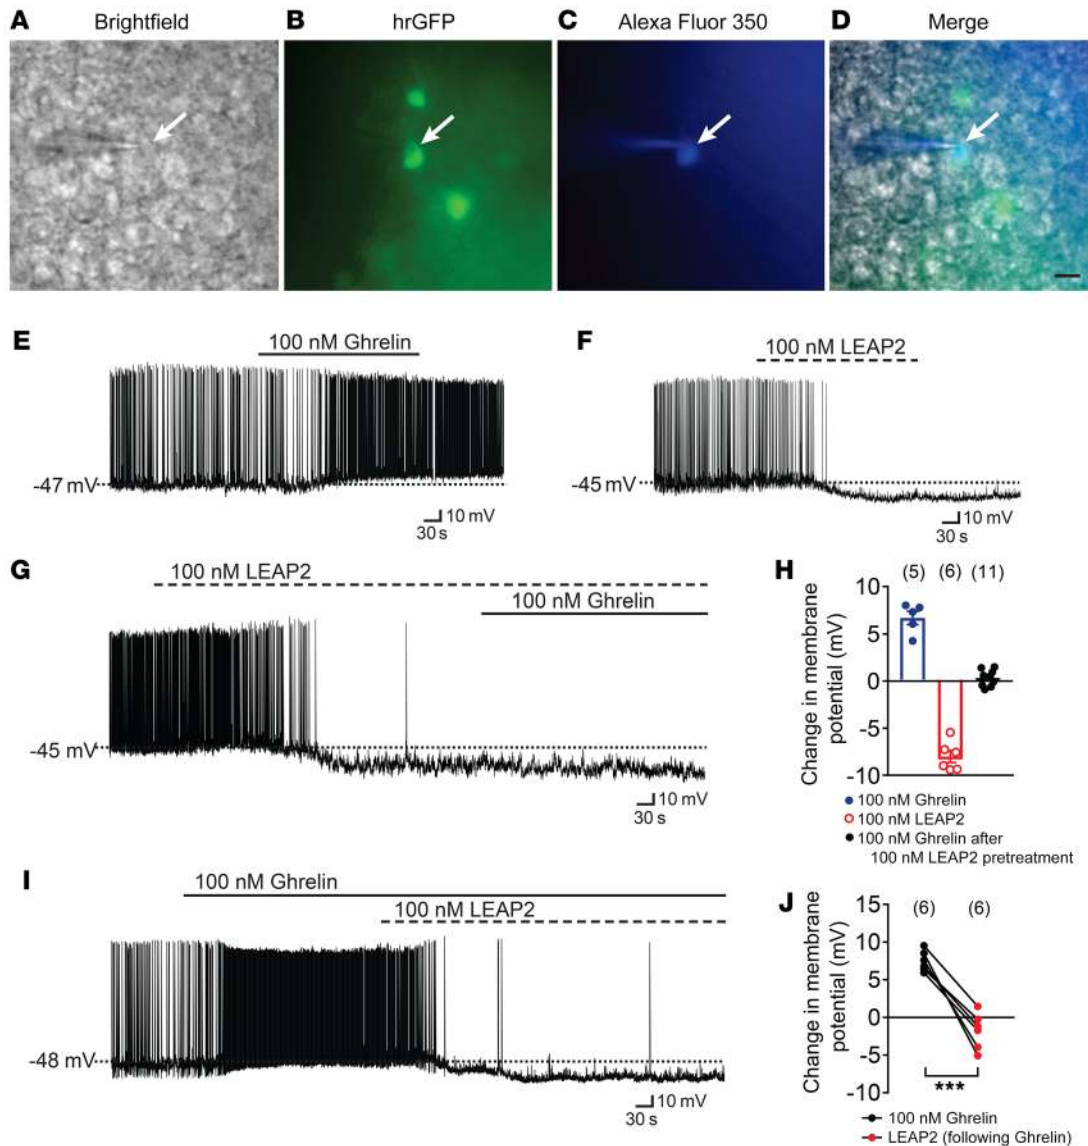 A Brightfield
B hrGFP
C Alexa Fluor 350
D Merge
E
100 nM Ghrelin
-47 mV
10 mV
30 s
F
100 nM LEAP2
-45 mV
10 mV
30 s
G
100 nM LEAP2
100 nM Ghrelin
-45 mV
10 mV
30 s
H
(5) (6) (11)
Change in membrane
potential (mV)
10
5
0
-5
-10
100 nM Ghrelin
100 nM LEAP2
100 nM Ghrelin after
100 nM LEAP2 pretreatment
I
100 nM Ghrelin
100 nM LEAP2
-48 mV
10 mV
30 s
J
(6) (6)
Change in membrane
potential (mV)
15
10
5
0
-5
-10
***
100 nM Ghrelin
LEAP2 (following Ghrelin)